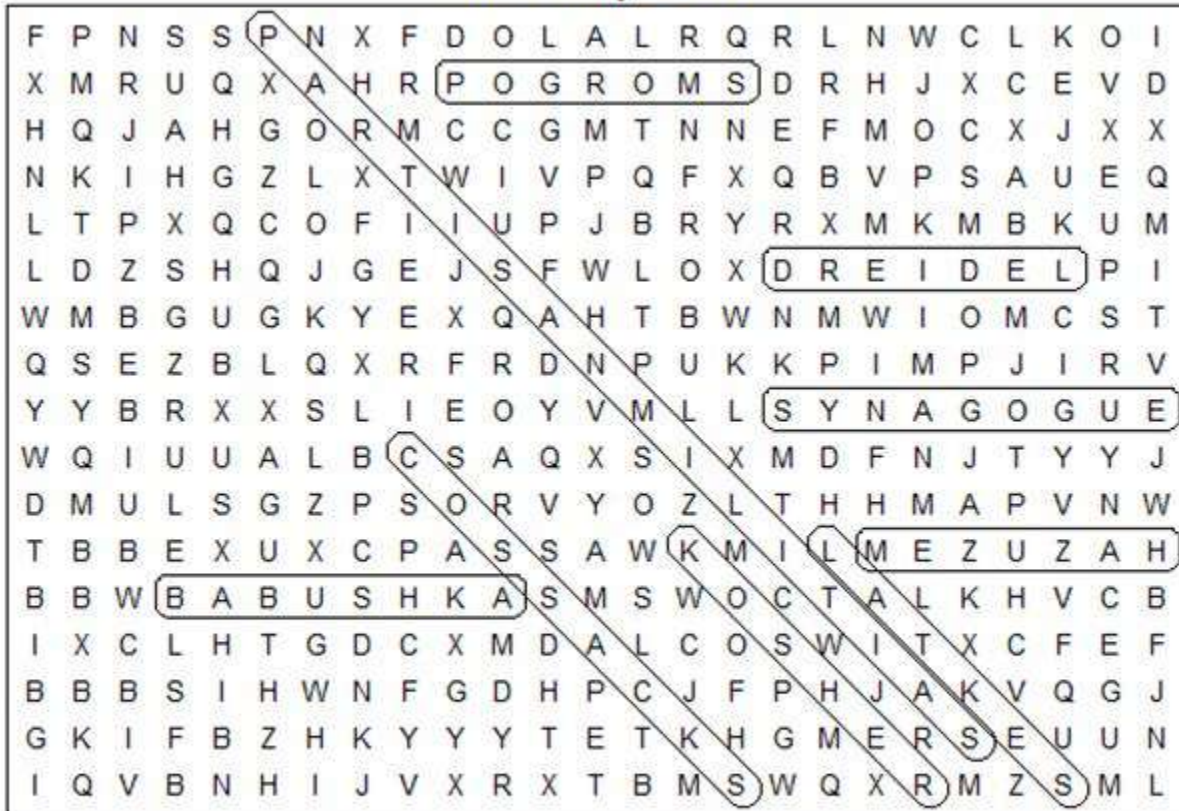 F P N S S P N X F D O L A L R Q R L N W C L K O I
X M R U Q X A H R P O G R O M S D R H J X C E V D
H Q J A H G O R M C C G M T N N E F M O C X J X X
N K I H G Z L X T W I V P Q F X Q B V P S A U E Q
L T P X Q C O F I I U P J B R Y R X M K M B K U M
L D Z S H Q J G E J S F W L O X D R E I D E L P I
W M B G U G K Y E X Q A H T B W N M W I O M C S T
Q S E Z B L Q X R F R D N P U K K P I M P J I R V
Y Y B R X X S L I E O Y V M L L S Y N A G O G U E
W Q I U U A L B C S A Q X S I X M D F N J T Y Y J
D M U L S G Z P S O R V Y O Z L T H H M A P V N W
T B B E X U X C P A S S A W K M I L M E Z U Z A H
B B W B A B U S H K A S M S W O C T A L K H V C B
I X C L H T G D C X M D A L C O S W I T X C F E F
B B B S I H W N F G D H P C J F P H J A K V Q G J
G K I F B Z H K Y Y Y T E T K H G M E R S E U U N
I Q V B N H I J V X R X T B M S W Q X R M Z S M L